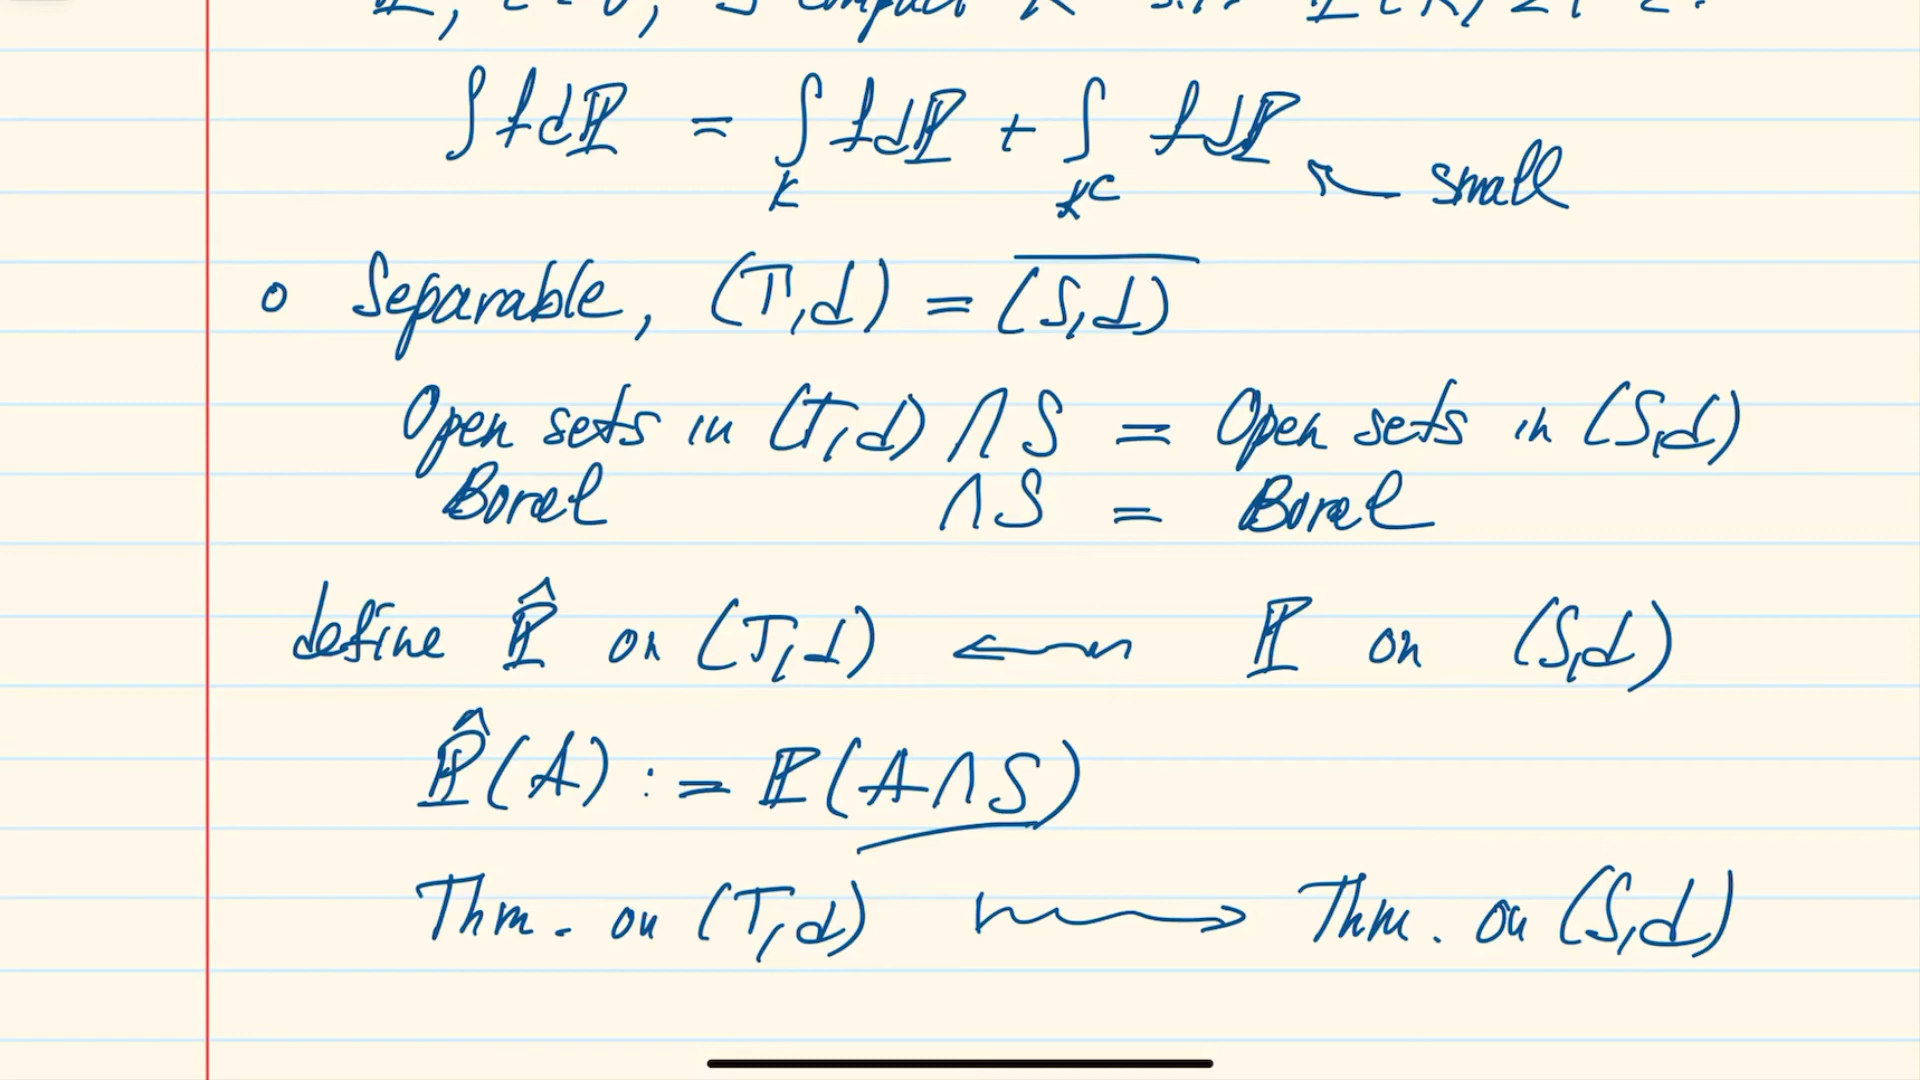 ∫ f dℙ = ∫_K f dℙ + ∫_{K^c} f dℙ ← small
o Separable, (T,d) = \overline{(S,d)}
Open sets in (T,d) ∩ S = Open sets in (S,d)
Borel ∩ S = Borel
define ℙ̂ on (T,d) ← ℙ on (S,d)
ℙ̂(A) := ℙ(A∩S)
Thm. on (T,d) → Thm. on (S,d)